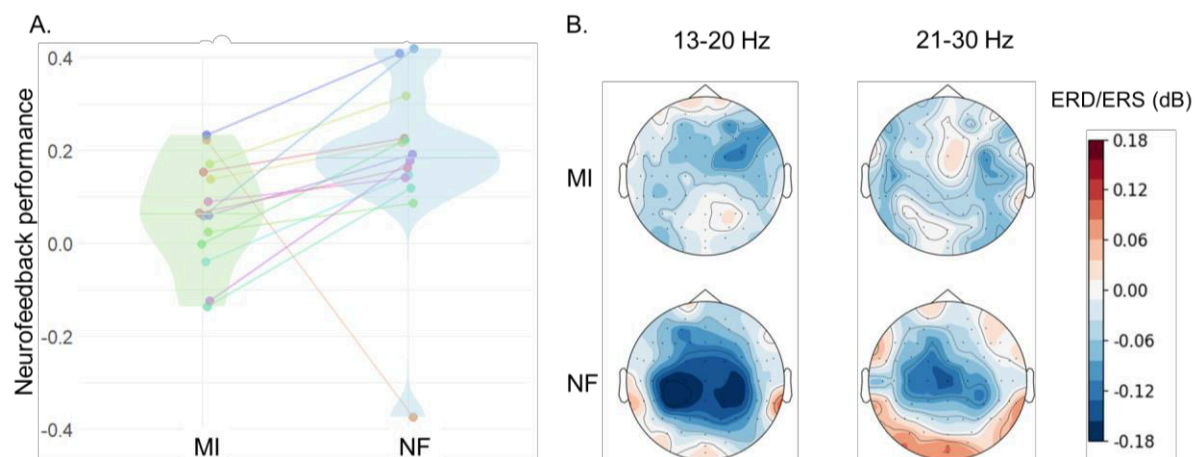 A.
Neurofeedback performance
0.4
0.2
0.0
-0.2
-0.4
MI
NF
B.
13-20 Hz
21-30 Hz
MI
NF
ERD/ERS (dB)
0.18
0.12
0.06
0.00
-0.06
-0.12
-0.18